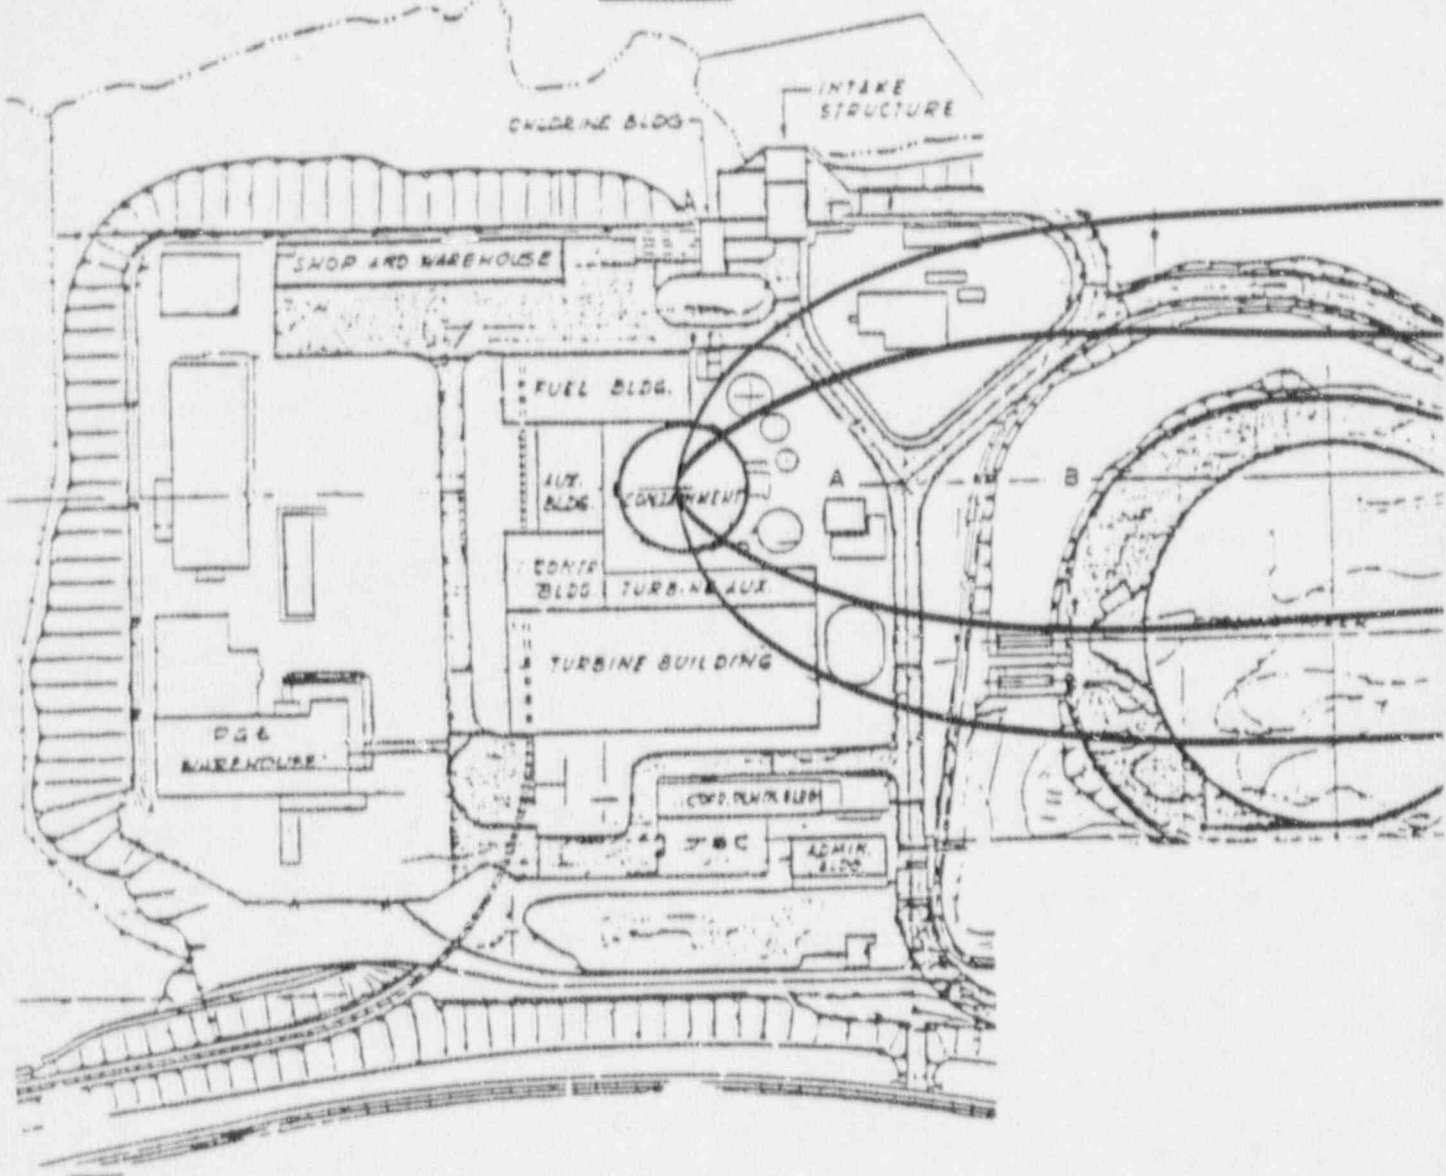 INTAKE
STRUCTURE
CHLORINE BLDG
SHOP AND WAREHOUSE
FUEL BLDG.
AUX.
BLDG.
CONTAINMENT
A
B
CONTR
BLDG.
TURBINE AUX.
TURBINE BUILDING
PGE
WAREHOUSE
ADMIN.
BLDG.